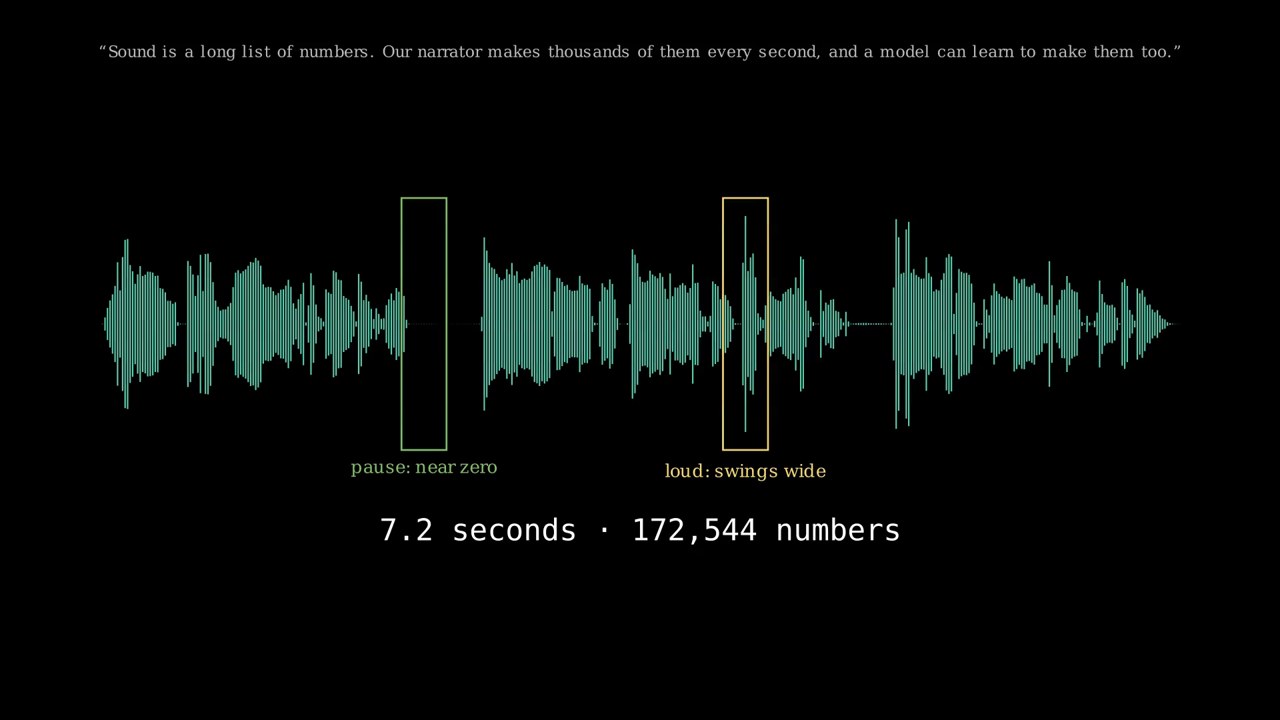 “Sound is a long list of numbers. Our narrator makes thousands of them every second, and a model can learn to make them too.”
pause: near zero
loud: swings wide
7.2 seconds · 172,544 numbers